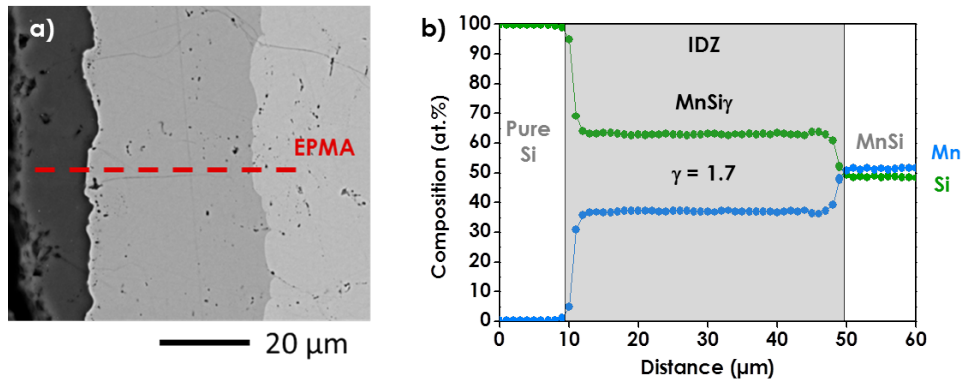 a)
EPMA
20 µm
b)
Composition (at.%)
100
90
80
70
60
50
40
30
20
10
0
IDZ
MnSiγ
γ = 1.7
Pure
Si
MnSi
Mn
Si
0
10
20
30
40
50
60
Distance (µm)